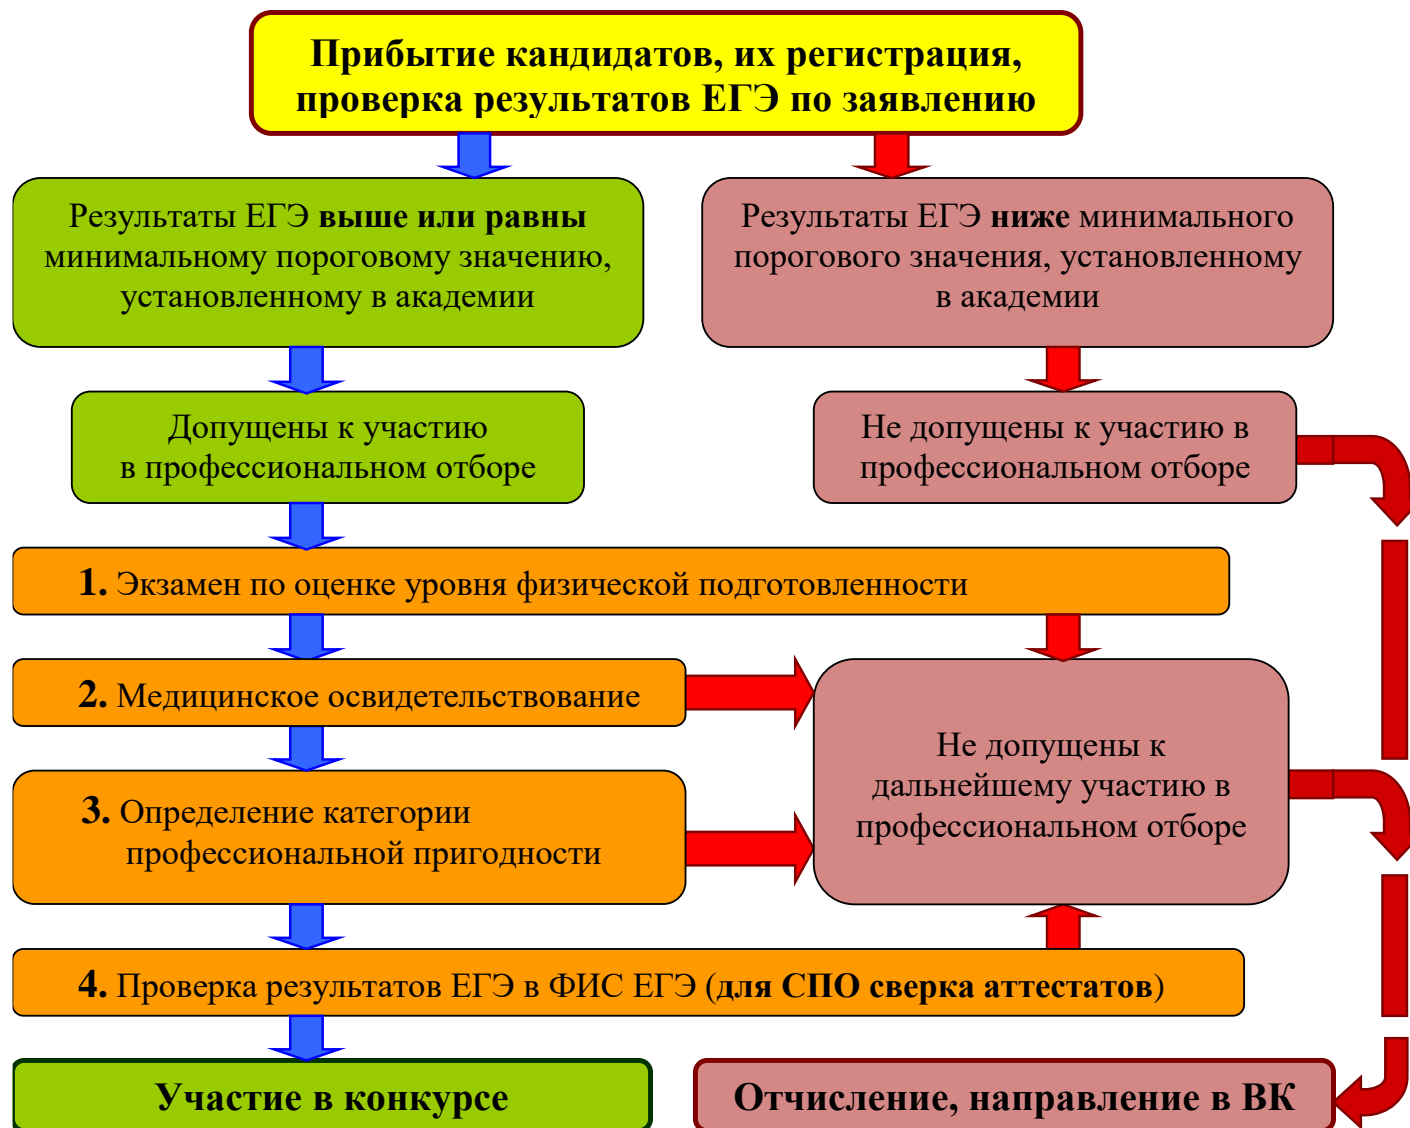 Прибытие кандидатов, их регистрация,
проверка результатов ЕГЭ по заявлению
Результаты ЕГЭ выше или равны
минимальному пороговому значению,
установленному в академии
Результаты ЕГЭ ниже минимального
порогового значения, установленному
в академии
Допущены к участию
в профессиональном отборе
Не допущены к участию в
профессиональном отборе
1. Экзамен по оценке уровня физической подготовленности
2. Медицинское освидетельствование
Не допущены к
дальнейшему участию в
профессиональном отборе
3. Определение категории
профессиональной пригодности
4. Проверка результатов ЕГЭ в ФИС ЕГЭ (для СПО сверка аттестатов)
Участие в конкурсе
Отчисление, направление в ВК